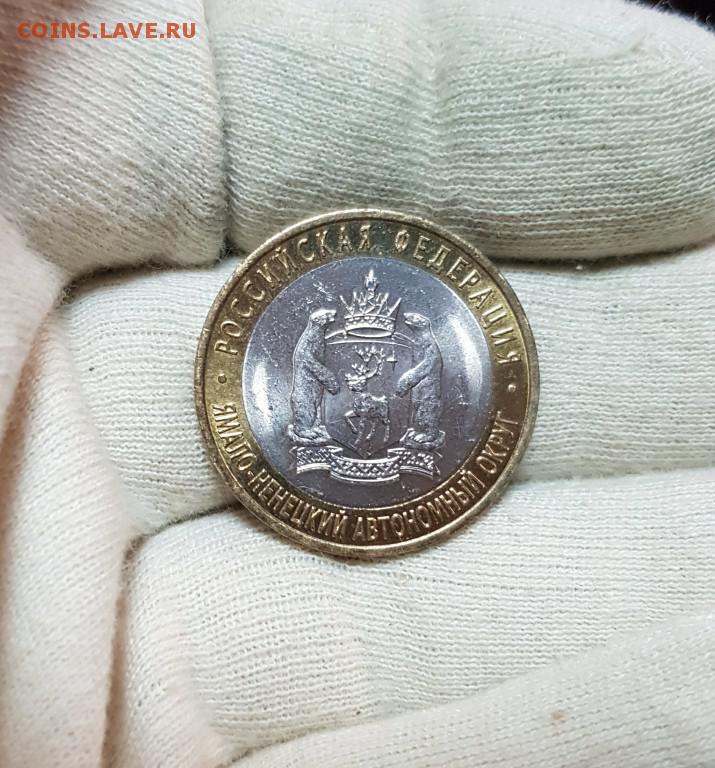 COINS.LAVE.RU
· РОССИЙСКАЯ ФЕДЕРАЦИЯ ·
ЯМАЛО-НЕНЕЦКИЙ АВТОНОМНЫЙ ОКРУГ